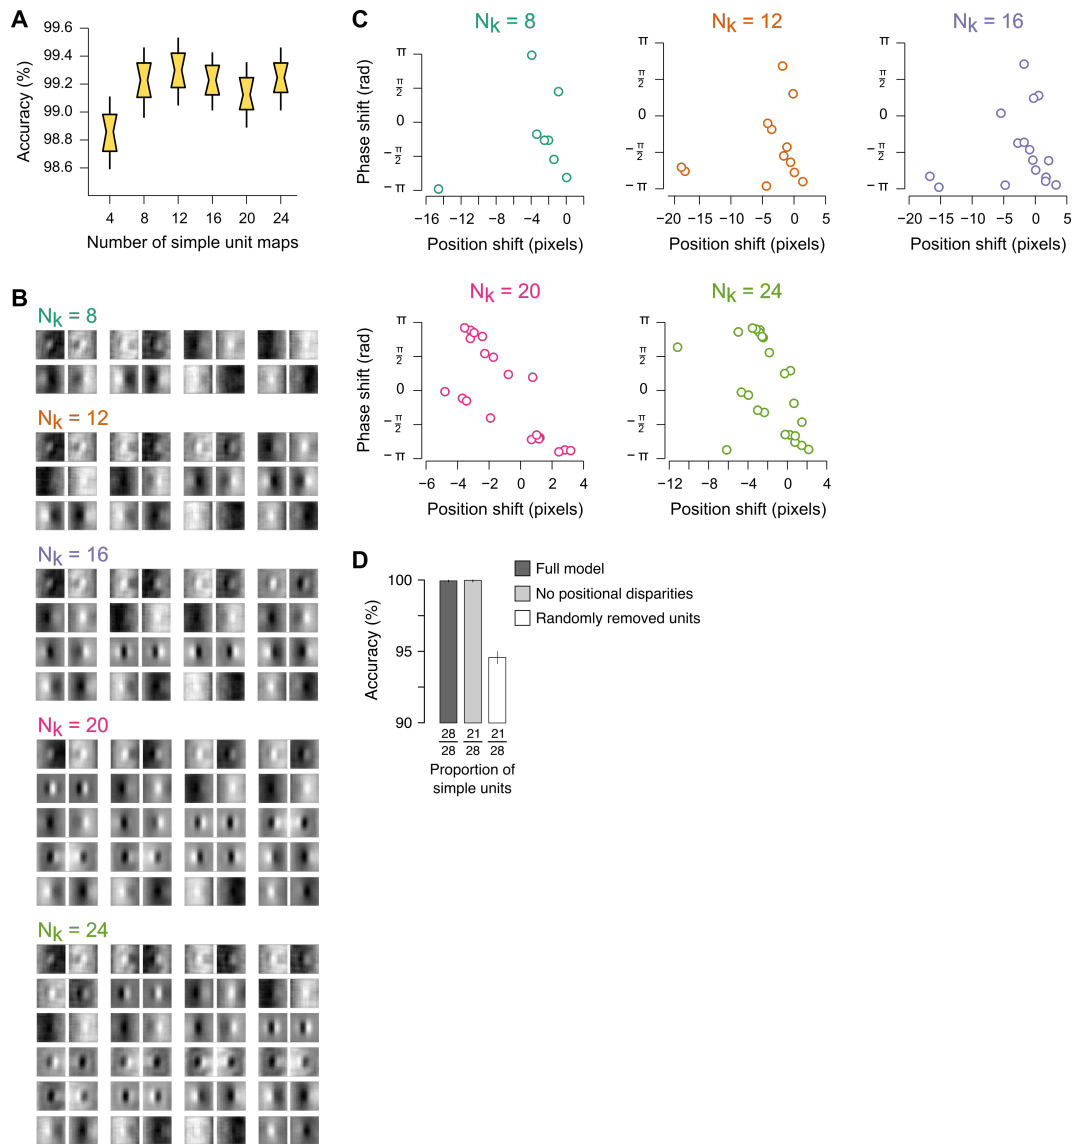 A
99.6
99.4
99.2
99.0
98.8
98.6
Accuracy (%)
4 8 12 16 20 24
Number of simple unit maps
B
Nk = 8
Nk = 12
Nk = 16
Nk = 20
Nk = 24
C
Nk = 8
π
π/2
0
−π/2
−π
Phase shift (rad)
−16 −12 −8 −4 0
Position shift (pixels)
Nk = 12
π
π/2
0
−π/2
−π
−20 −15 −10 −5 0 5
Position shift (pixels)
Nk = 16
π
π/2
0
−π/2
−π
20 −15 −10 −5 0 5
Position shift (pixels)
Nk = 20
π
π/2
0
−π/2
−π
Phase shift (rad)
−6 −4 −2 0 2 4
Position shift (pixels)
Nk = 24
π
π/2
0
−π/2
−π
−12 −8 −4 0 4
Position shift (pixels)
D
100
95
90
Accuracy (%)
Full model
No positional disparities
Randomly removed units
28 21 21
28 28 28
Proportion of
simple units